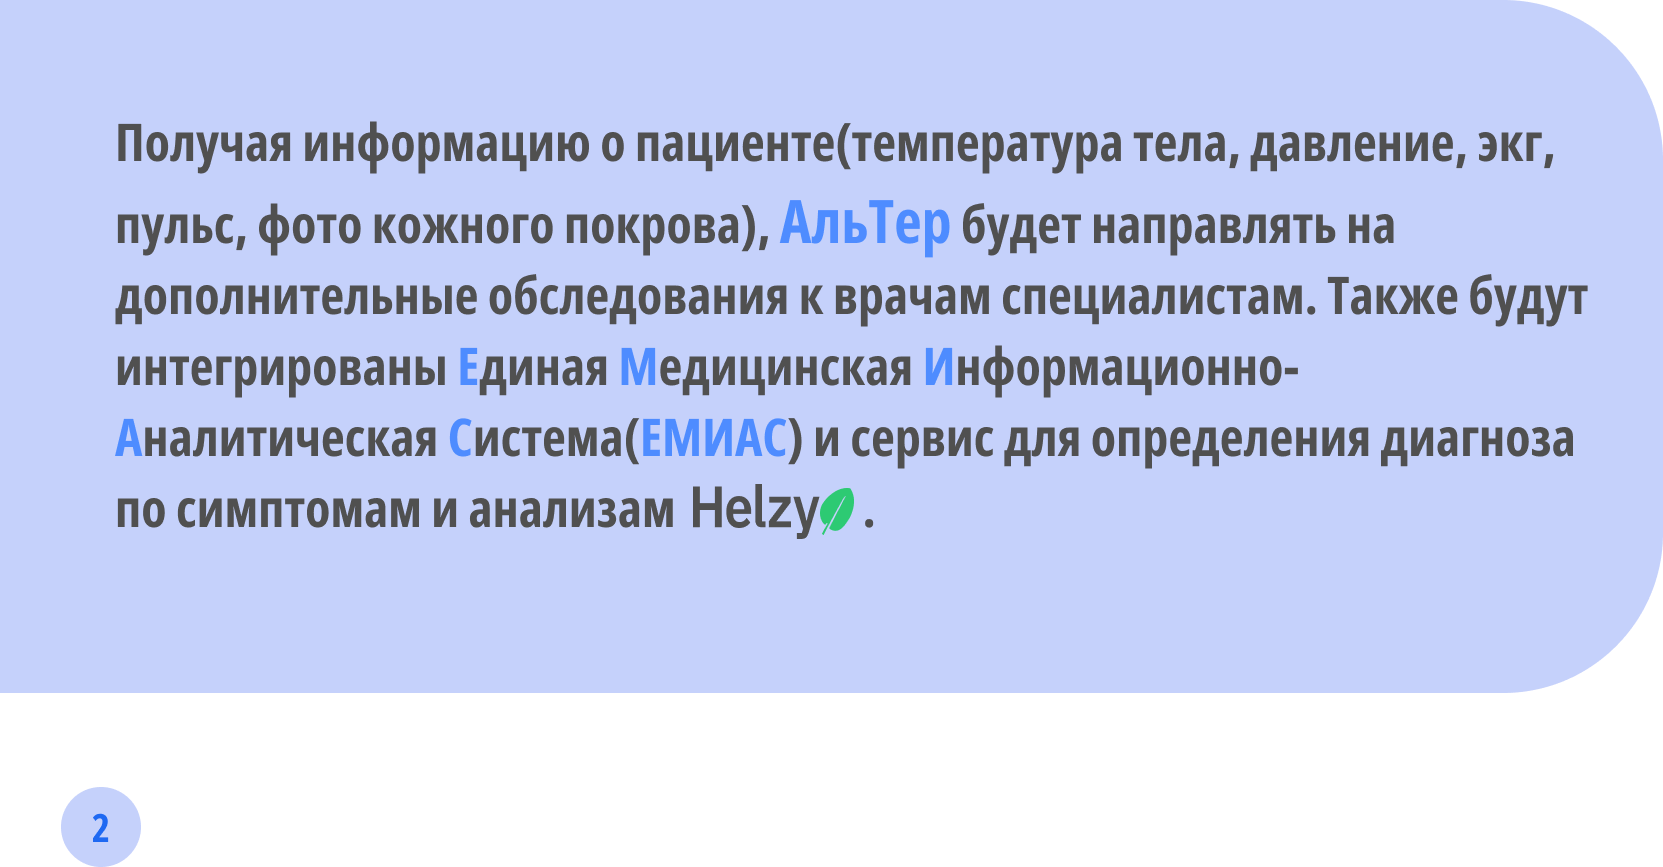 Получая информацию о пациенте(температура тела, давление, экг,
пульс, фото кожного покрова), АльТер будет направлять на
дополнительные обследования к врачам специалистам. Также будут
интегрированы Единая Медицинская Информационно-
Аналитическая Система(ЕМИАС) и сервис для определения диагноза
по симптомам и анализам Helzy.
2